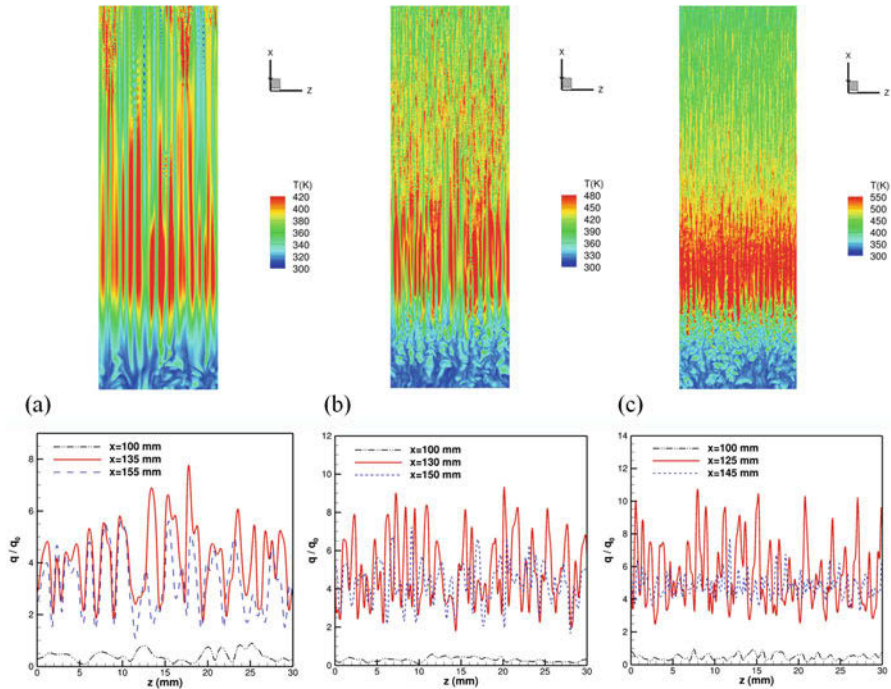 X
Z
T(K)
420
400
380
360
340
320
300
X
Z
T(K)
480
450
420
390
360
330
300
X
Z
T(K)
550
500
450
400
350
300
(a)
(b)
(c)
x=100 mm
x=135 mm
x=155 mm
q / q₀
8
6
4
2
0
0 5 10 15 20 25 30
z (mm)
x=100 mm
x=130 mm
x=150 mm
q / q₀
12
10
8
6
4
2
0
0 5 10 15 20 25 30
z (mm)
x=100 mm
x=125 mm
x=145 mm
q / q₀
14
12
10
8
6
4
2
0
0 5 10 15 20 25 30
z (mm)